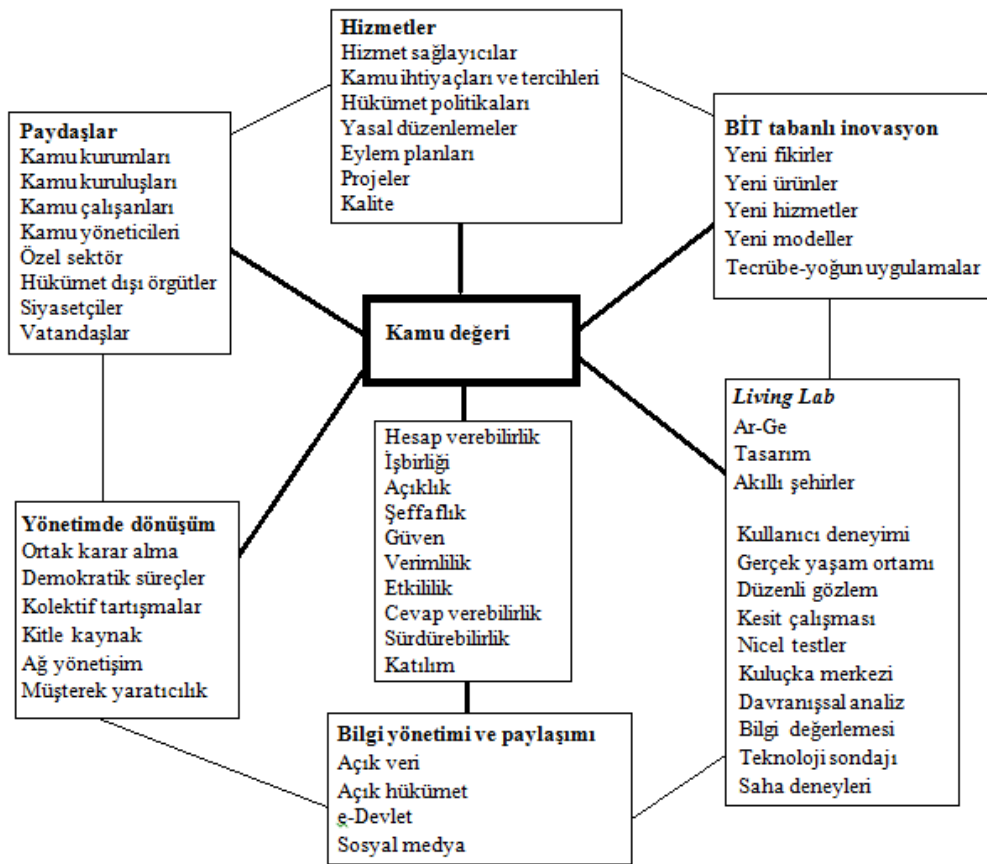 Hizmetler
Hizmet sağlayıcılar
Kamu ihtiyaçları ve tercihleri
Hükümet politikaları
Yasal düzenlemeler
Eylem planları
Projeler
Kalite
Paydaşlar
Kamu kurumları
Kamu kuruluşları
Kamu çalışanları
Kamu yöneticileri
Özel sektör
Hükümet dışı örgütler
Siyasetçiler
Vatandaşlar
BİT tabanlı inovasyon
Yeni fikirler
Yeni ürünler
Yeni hizmetler
Yeni modeller
Tecrübe-yoğun uygulamalar
Kamu değeri
Living Lab
Ar-Ge
Tasarım
Akıllı şehirler
Kullanıcı deneyimi
Gerçek yaşam ortamı
Düzenli gözlem
Kesit çalışması
Nicel testler
Kuluçka merkezi
Davranışsal analiz
Bilgi değerlemesi
Teknoloji sondajı
Saha deneyleri
Hesap verebilirlik
İşbirliği
Açıklık
Şeffaflık
Güven
Verimlilik
Etkililik
Cevap verebilirlik
Sürdürebilirlik
Katılım
Yönetimde dönüşüm
Ortak karar alma
Demokratik süreçler
Kolektif tartışmalar
Kitle kaynak
Ağ yönetişim
Müşterek yaratıcılık
Bilgi yönetimi ve paylaşımı
Açık veri
Açık hükümet
e-Devlet
Sosyal medya